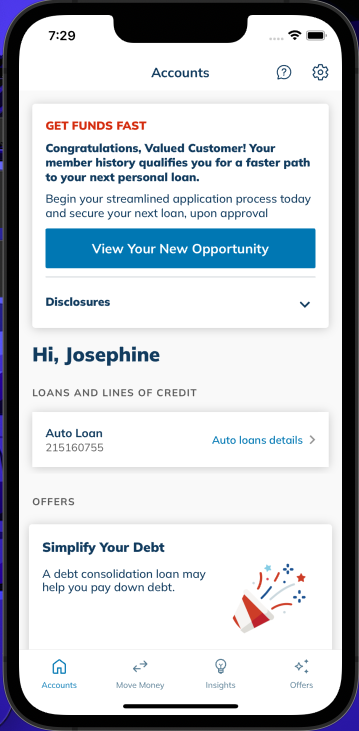 7:29
Accounts
GET FUNDS FAST
Congratulations, Valued Customer! Your
member history qualifies you for a faster path
to your next personal loan.
Begin your streamlined application process today
and secure your next loan, upon approval
View Your New Opportunity
Disclosures
Hi, Josephine
LOANS AND LINES OF CREDIT
Auto Loan
215160755
Auto loans details
OFFERS
Simplify Your Debt
A debt consolidation loan may
help you pay down debt.
Accounts
Move Money
Insights
Offers